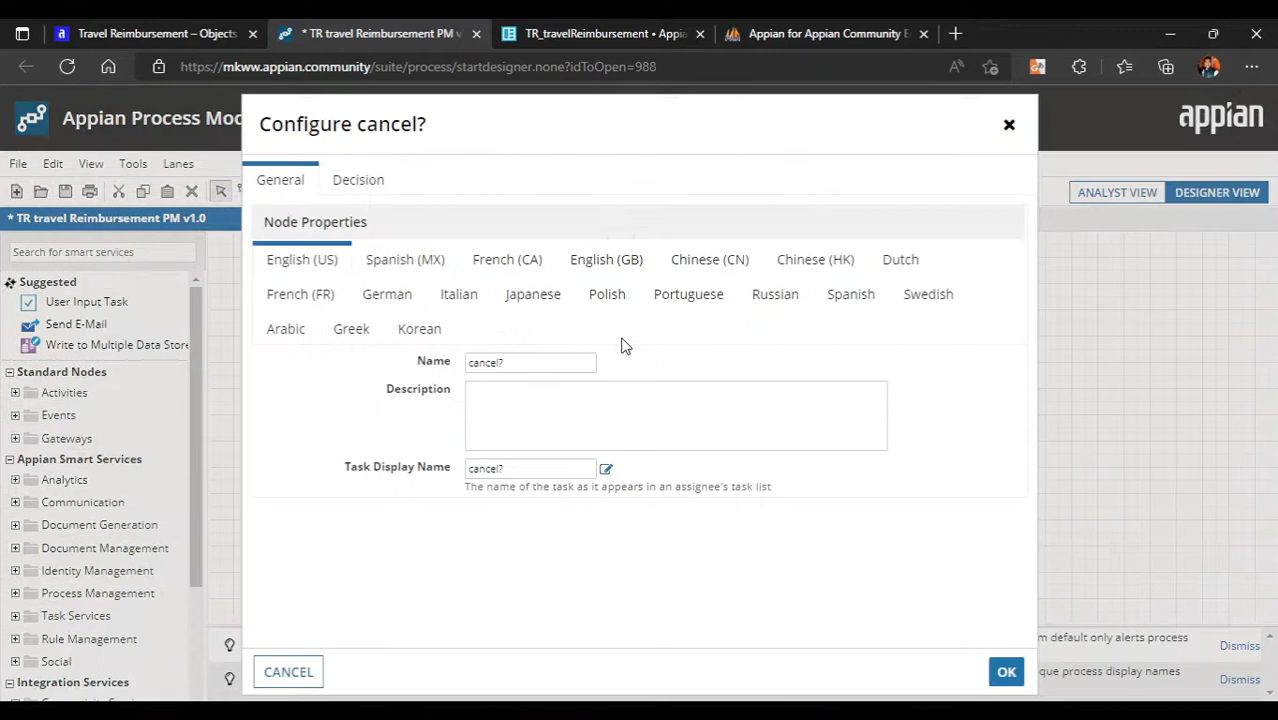 Travel Reimbursement – Objects
* TR travel Reimbursement PM v
TR_travelReimbursement • Appia
Appian for Appian Community E
https://mkww.appian.community/suite/process/startdesigner.none?idToOpen=988
Appian Process Mod
appian
Configure cancel?
File Edit View Tools Lanes
General Decision
ANALYST VIEW DESIGNER VIEW
* TR travel Reimbursement PM v1.0
Node Properties
Search for smart services
English (US) Spanish (MX) French (CA) English (GB) Chinese (CN) Chinese (HK) Dutch
Suggested
User Input Task
French (FR) German Italian Japanese Polish Portuguese Russian Spanish Swedish
Send E-Mail
Arabic Greek Korean
Write to Multiple Data Store
Name cancel?
Standard Nodes
Description
Activities
Events
Gateways
Appian Smart Services
Task Display Name cancel?
The name of the task as it appears in an assignee's task list
Analytics
Communication
Document Generation
Document Management
Identity Management
Process Management
Task Services
Rule Management
m default only alerts process
Dismiss
Social
CANCEL OK
que process display names
Dismiss
Integration Services